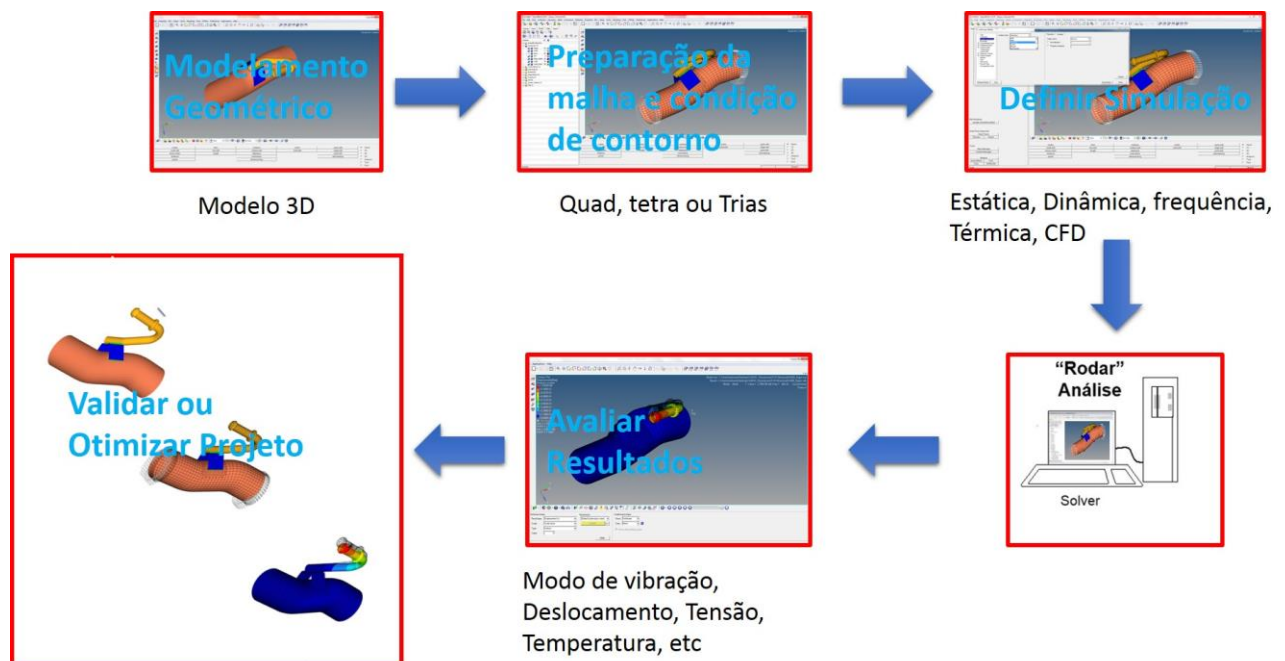 Modelamento
Geométrico
Modelo 3D
Preparação da
malha e condição
de contorno
Quad, tetra ou Trias
Definir Simulação
Estática, Dinâmica, frequência,
Térmica, CFD
“Rodar”
Análise
Solver
Avaliar
Resultados
Modo de vibração,
Deslocamento, Tensão,
Temperatura, etc
Validar ou
Otimizar Projeto